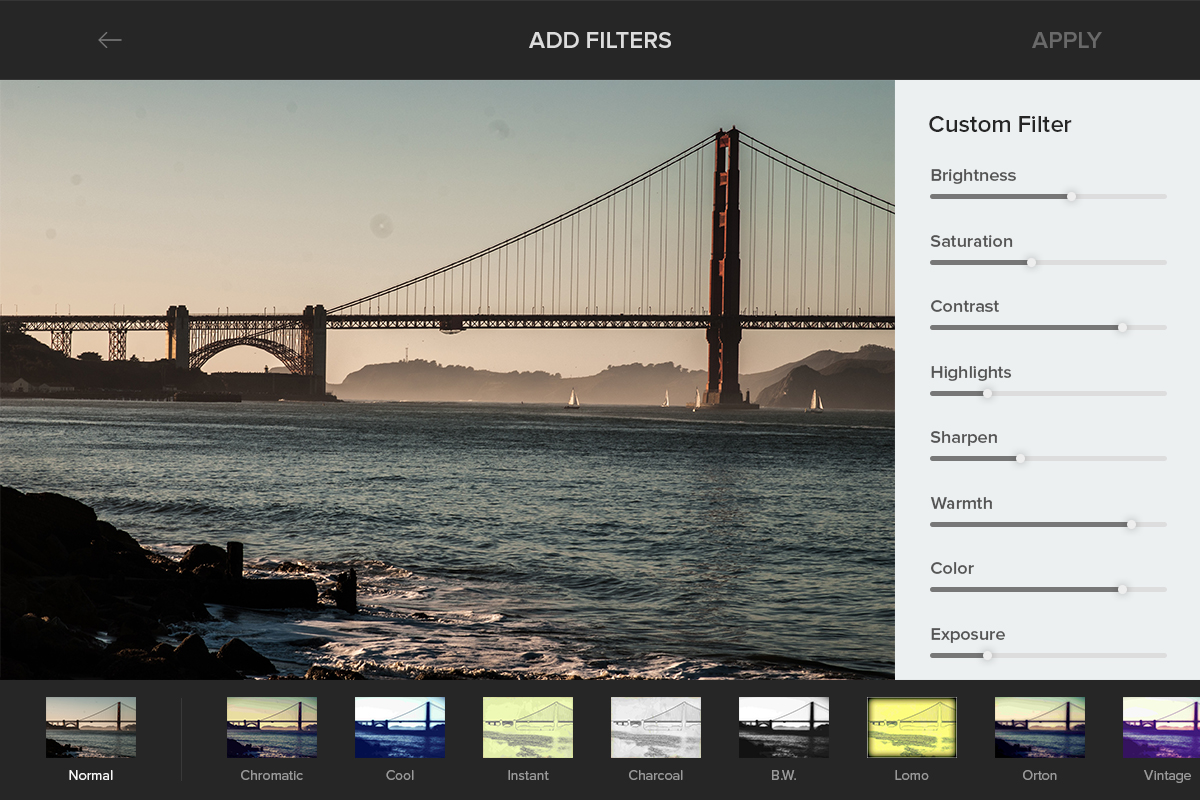 ADD FILTERS
APPLY
Custom Filter
Brightness
Saturation
Contrast
Highlights
Sharpen
Warmth
Color
Exposure
Normal
Chromatic
Cool
Instant
Charcoal
B.W.
Lomo
Orton
Vintage